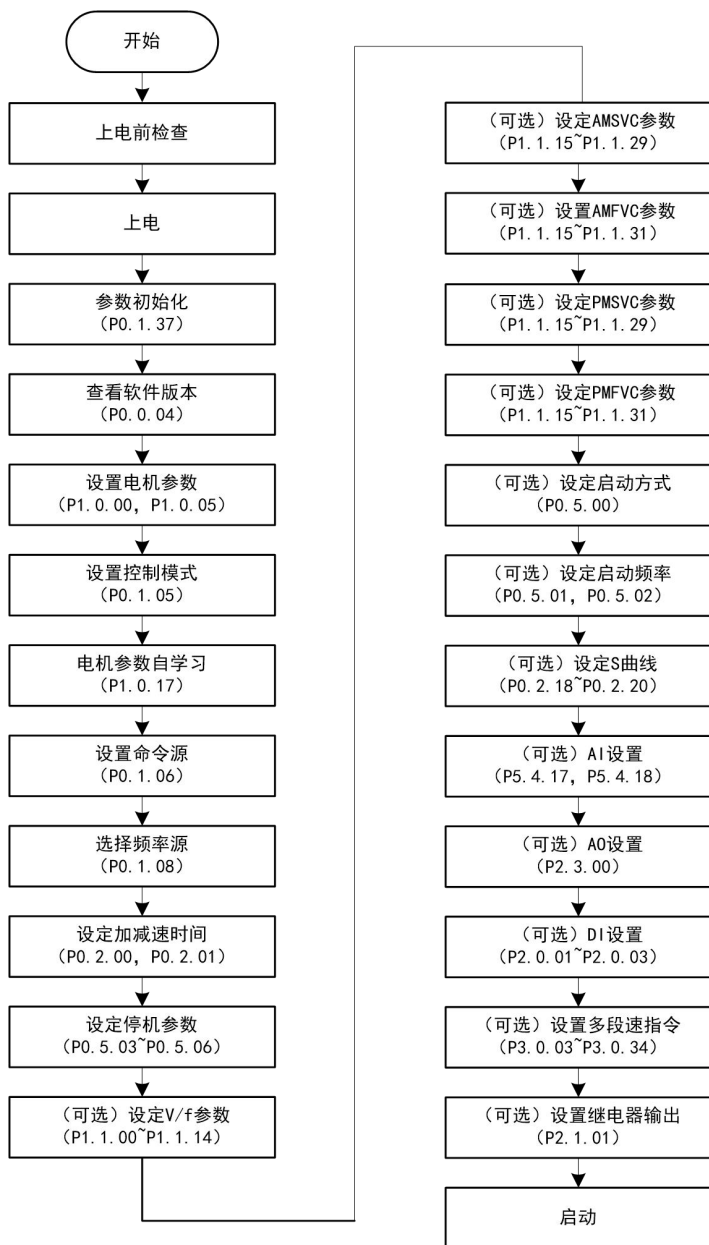 开始
上电前检查
上电
参数初始化
(P0.1.37)
查看软件版本
(P0.0.04)
设置电机参数
(P1.0.00, P1.0.05)
设置控制模式
(P0.1.05)
电机参数自学习
(P1.0.17)
设置命令源
(P0.1.06)
选择频率源
(P0.1.08)
设定加减速时间
(P0.2.00, P0.2.01)
设定停机参数
(P0.5.03~P0.5.06)
（可选）设定V/f参数
(P1.1.00~P1.1.14)
（可选）设定AMSVC参数
(P1.1.15~P1.1.29)
（可选）设置AMFVC参数
(P1.1.15~P1.1.31)
（可选）设定PMSVC参数
(P1.1.15~P1.1.29)
（可选）设定PMFVC参数
(P1.1.15~P1.1.31)
（可选）设定启动方式
(P0.5.00)
（可选）设定启动频率
(P0.5.01, P0.5.02)
（可选）设定S曲线
(P0.2.18~P0.2.20)
（可选）AI设置
(P5.4.17, P5.4.18)
（可选）AO设置
(P2.3.00)
（可选）DI设置
(P2.0.01~P2.0.03)
（可选）设置多段速指令
(P3.0.03~P3.0.34)
（可选）设置继电器输出
(P2.1.01)
启动